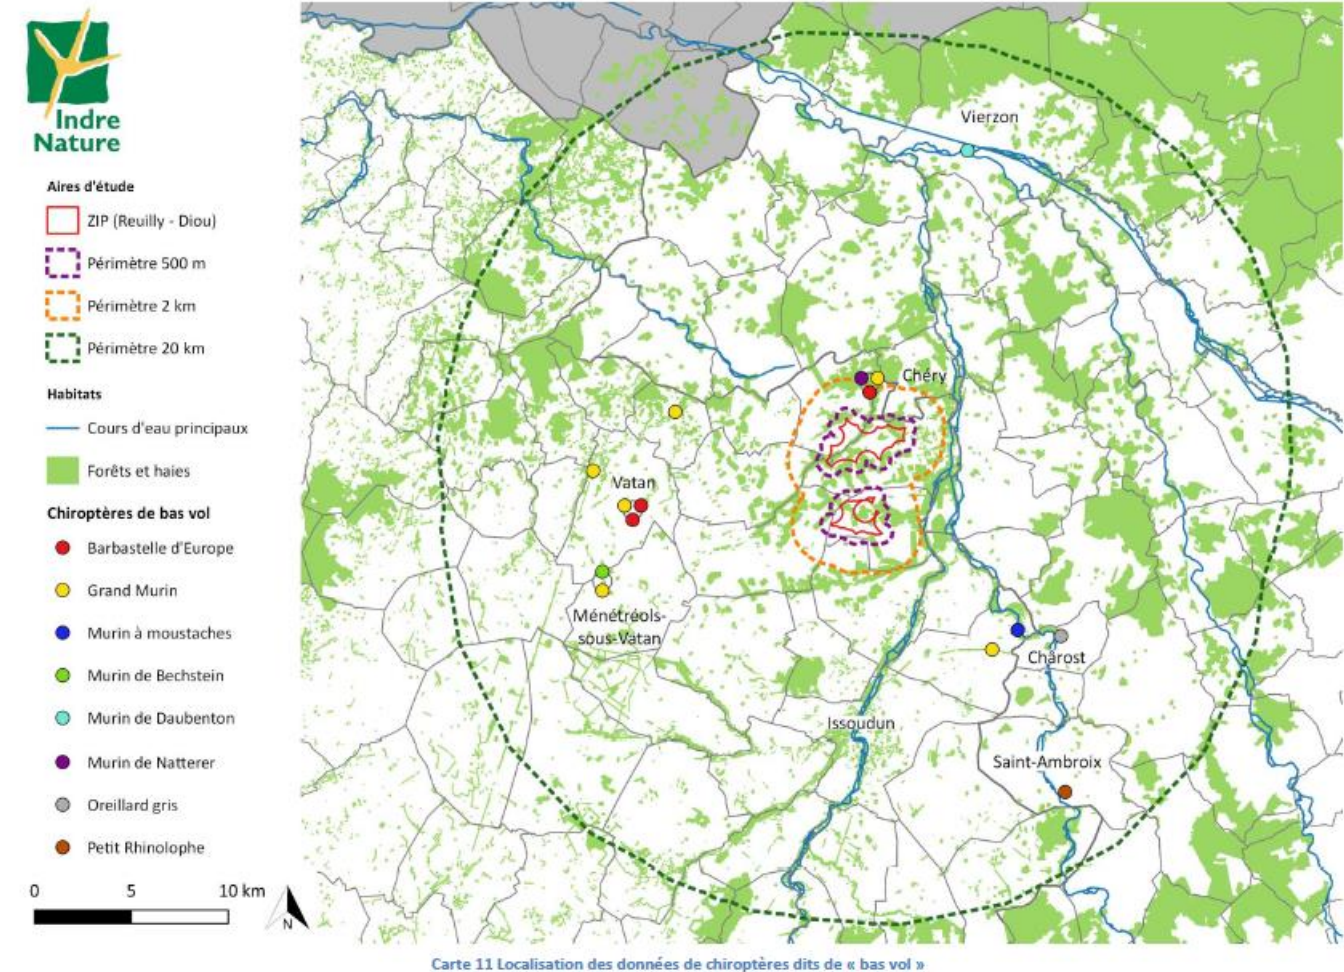 Indre
Nature
Aires d'étude
ZIP (Reuilly - Diou)
Périmètre 500 m
Périmètre 2 km
Périmètre 20 km
Habitats
Cours d'eau principaux
Forêts et haies
Chiroptères de bas vol
Barbastelle d'Europe
Grand Murin
Murin à moustaches
Murin de Bechstein
Murin de Daubenton
Murin de Natterer
Oreillard gris
Petit Rhinolophe
0 5 10 km
N
Vierzon
Chéry
Vatan
Ménétréols-
sous-Vatan
Chârost
Issoudun
Saint-Ambroix
Carte 11 Localisation des données de chiroptères dits de « bas vol »